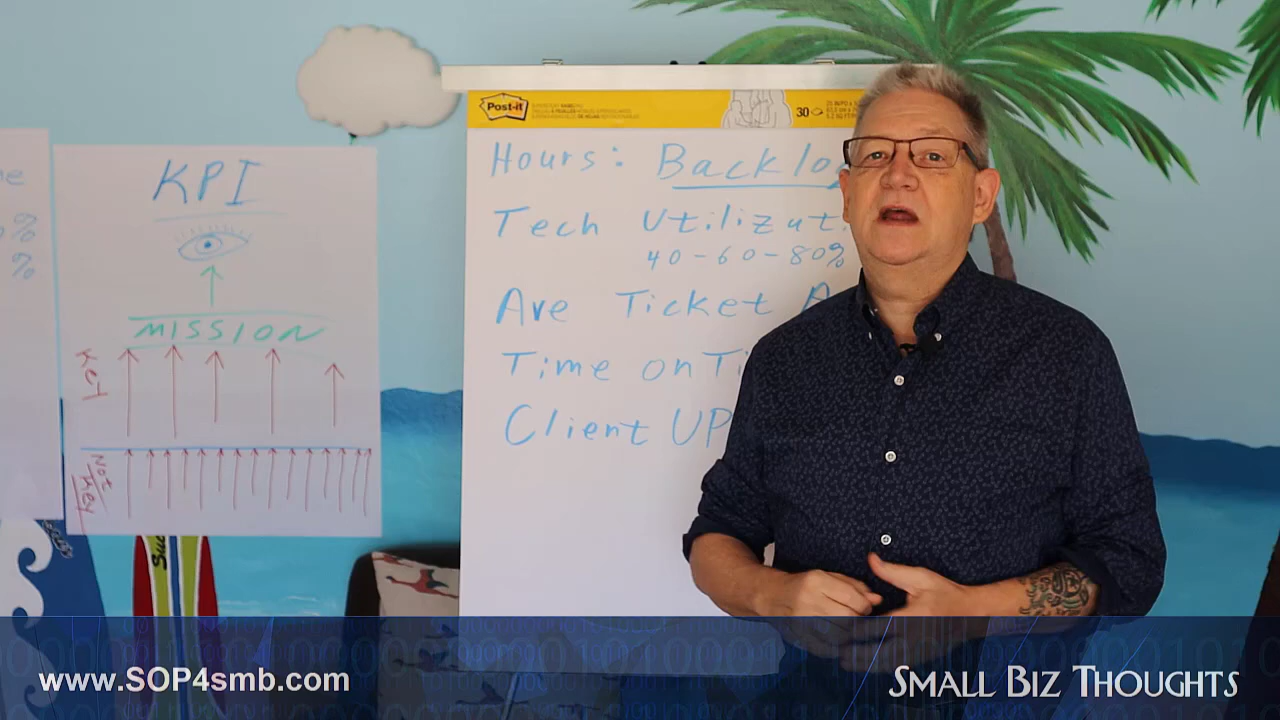 KPI
MISSION
Key
Not
Key
Post-it
30
Hours: Backlo
Tech Utilizat
40-60-80%
Ave Ticket A
Time on Ti
Client UP
www.SOP4smb.com
SMALL BIZ THOUGHTS